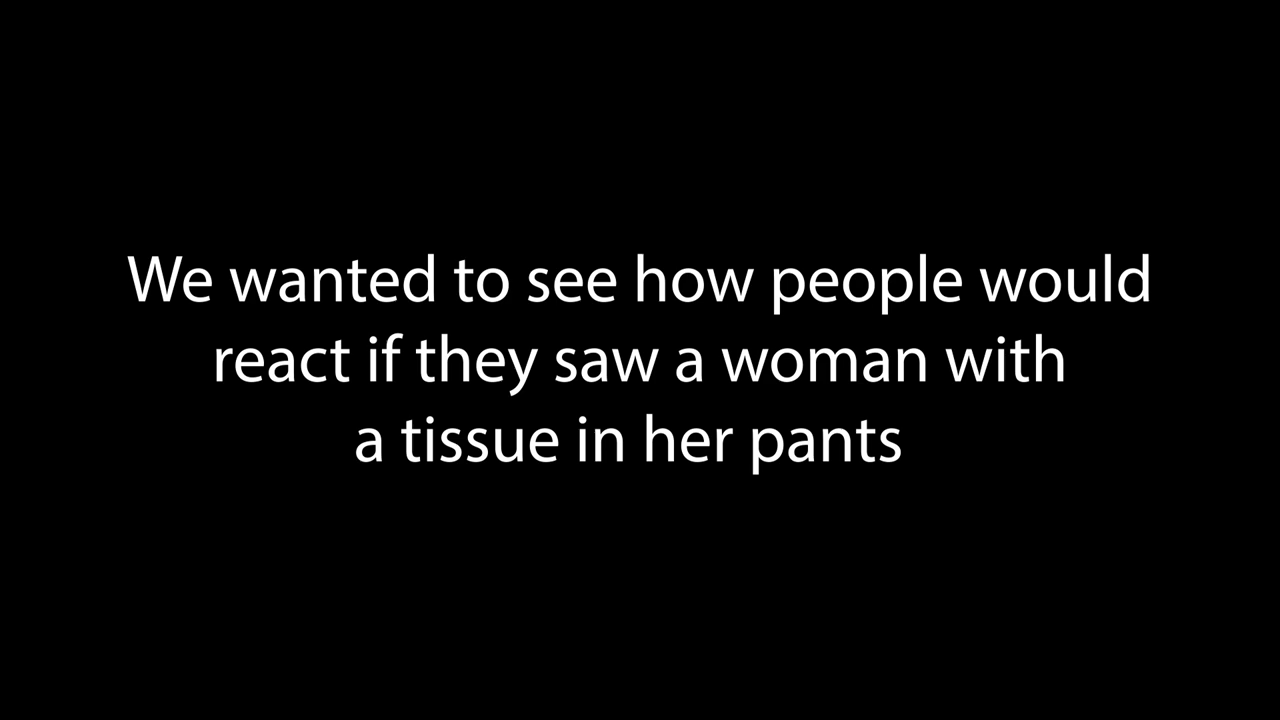 We wanted to see how people would
react if they saw a woman with
a tissue in her pants